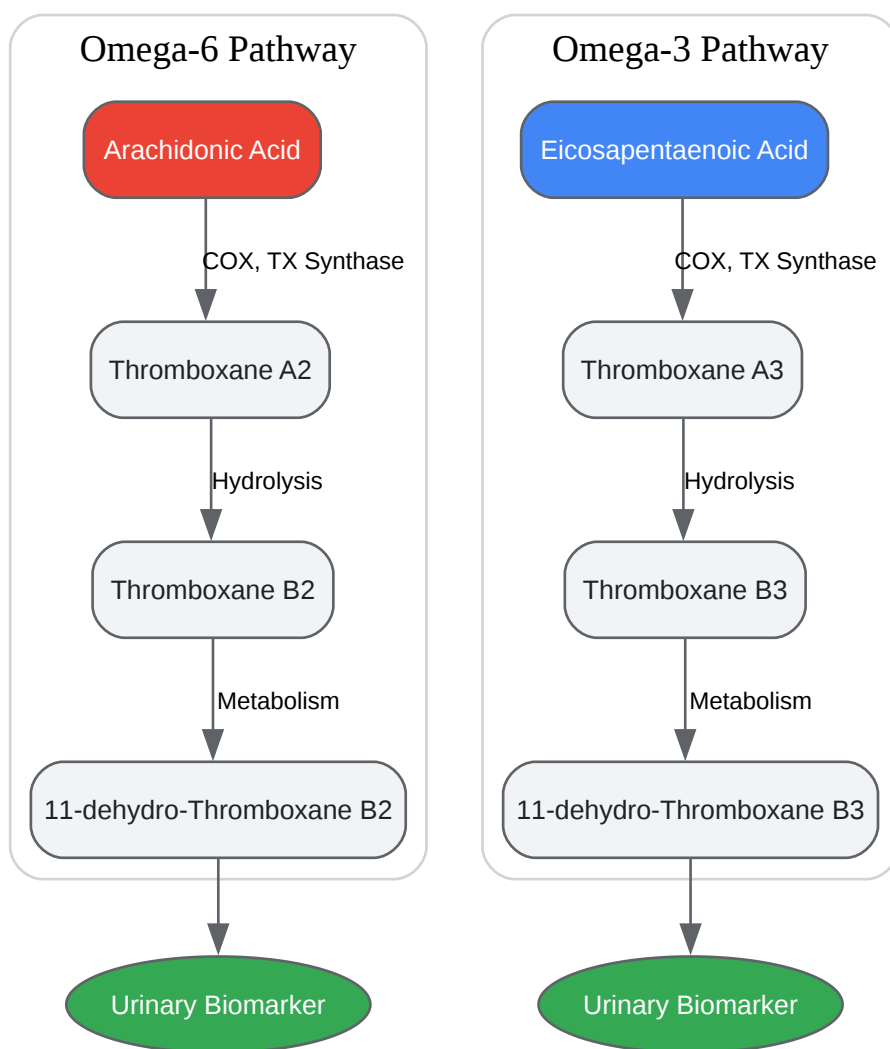 Omega-6 Pathway
Arachidonic Acid
COX, TX Synthase
Thromboxane A2
Hydrolysis
Thromboxane B2
Metabolism
11-dehydro-Thromboxane B2
Urinary Biomarker
Omega-3 Pathway
Eicosapentaenoic Acid
COX, TX Synthase
Thromboxane A3
Hydrolysis
Thromboxane B3
Metabolism
11-dehydro-Thromboxane B3
Urinary Biomarker